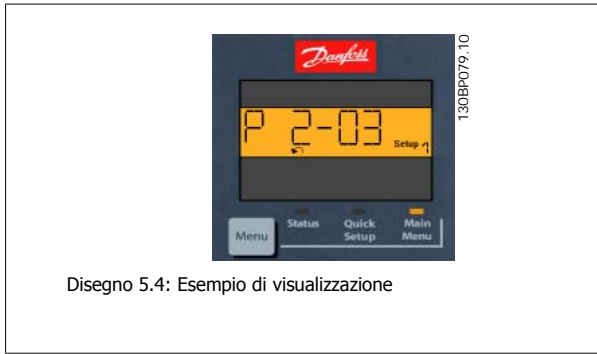 Danfoss
130BP079.10
P 2-03
Setup 1
Menu
Status
Quick Setup
Main Menu
Disegno 5.4: Esempio di visualizzazione